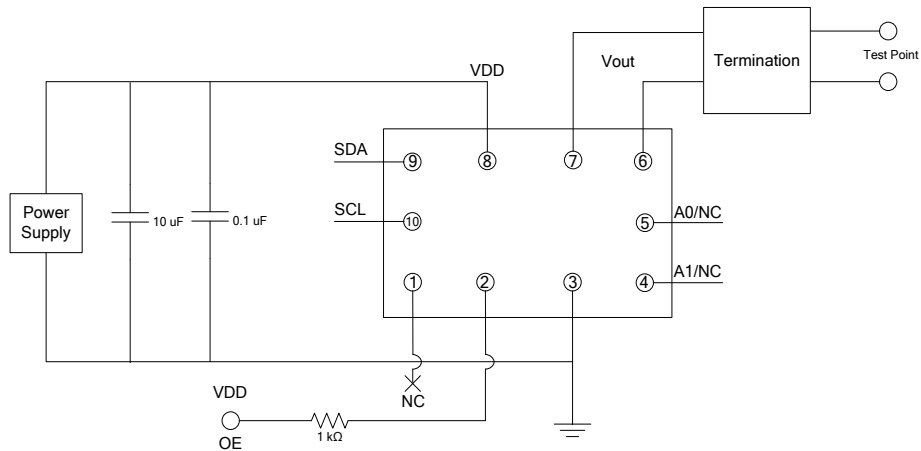 VDD
Vout
Termination
Test Point
SDA
9
8
7
6
Power
Supply
10 uF
0.1 uF
SCL
10
5
A0/NC
1
2
3
4
A1/NC
NC
VDD
OE
1 kΩ